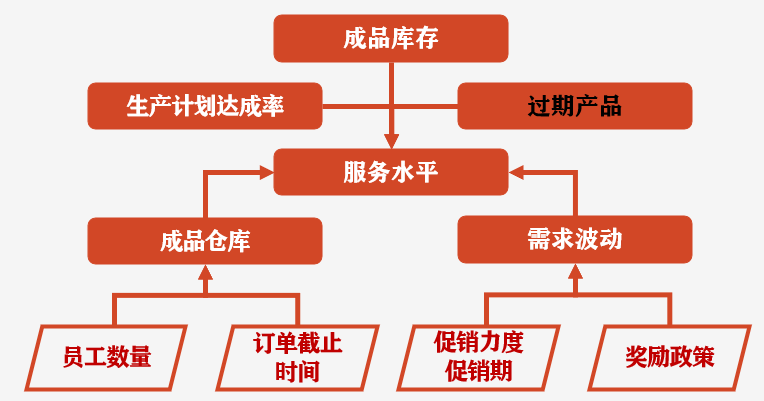 成品库存
生产计划达成率
过期产品
服务水平
成品仓库
需求波动
员工数量
订单截止
时间
促销力度
促销期
奖励政策